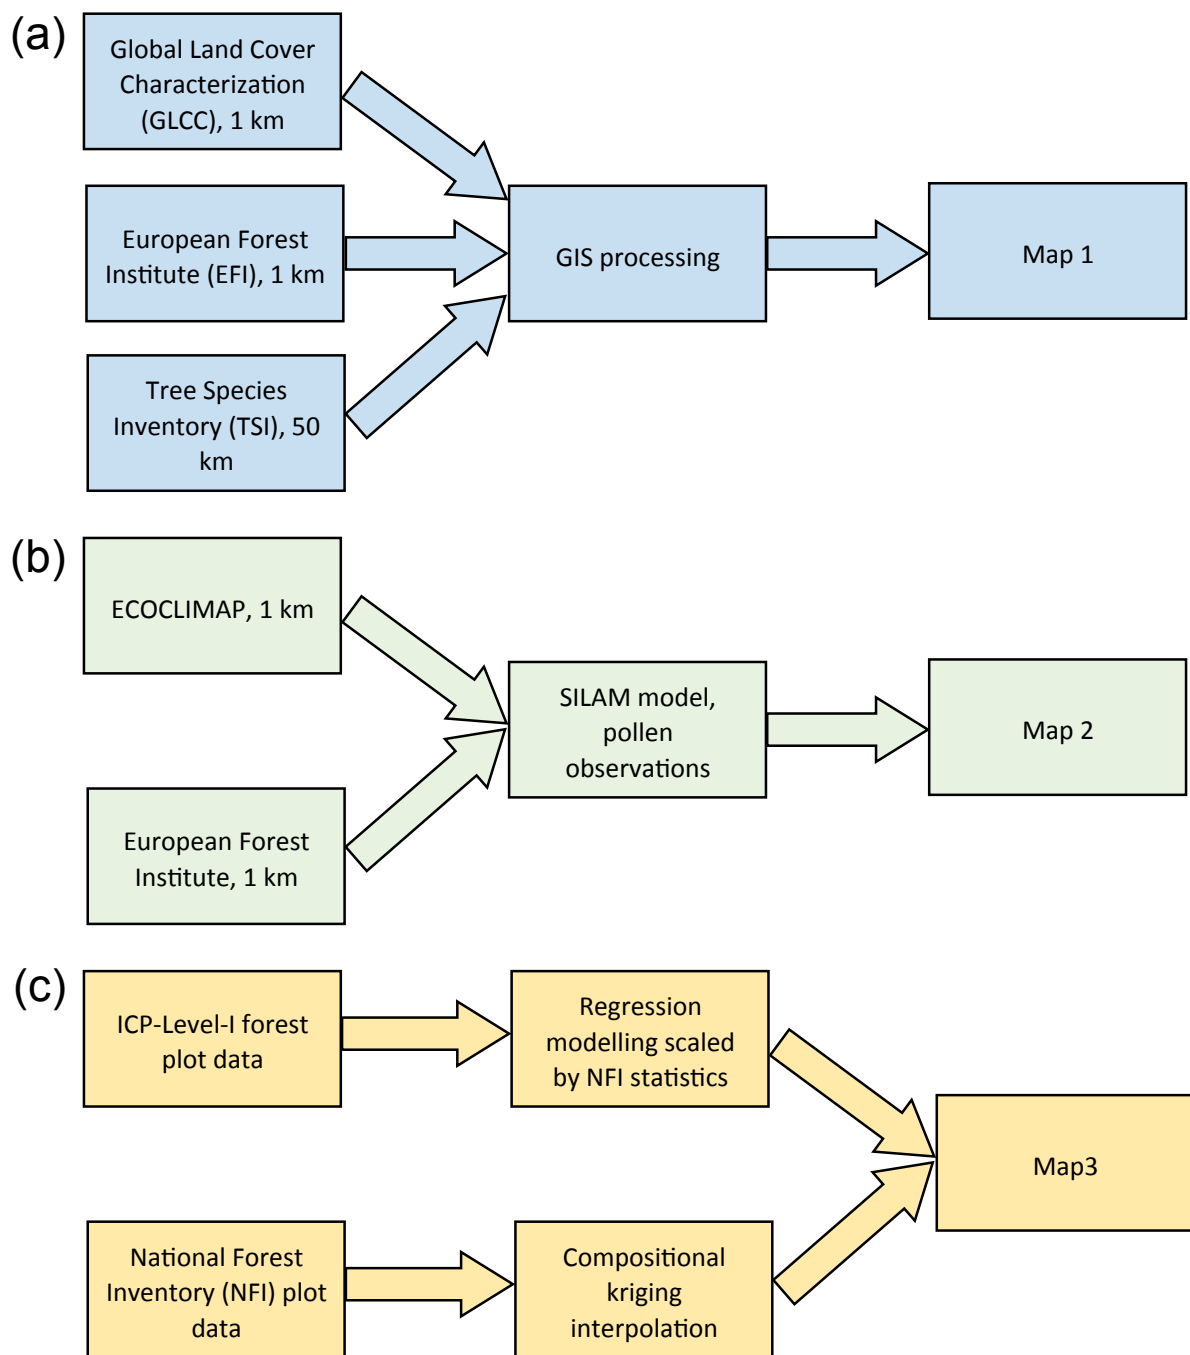 (a)
Global Land Cover
Characterization
(GLCC), 1 km
European Forest
Institute (EFI), 1 km
Tree Species
Inventory (TSI), 50
km
GIS processing
Map 1
(b)
ECOCLIMAP, 1 km
European Forest
Institute, 1 km
SILAM model,
pollen
observations
Map 2
(c)
ICP-Level-I forest
plot data
Regression
modelling scaled
by NFI statistics
National Forest
Inventory (NFI) plot
data
Compositional
kriging
interpolation
Map3